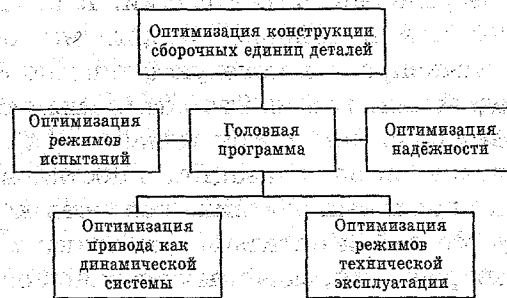 Оптимизация конструкции
сборочных единиц деталей
Оптимизация
режимов
испытаний
Головная
программа
Оптимизация
надёжности
Оптимизация
привода как
динамической
системы
Оптимизация
режимов
технической
эксплуатации